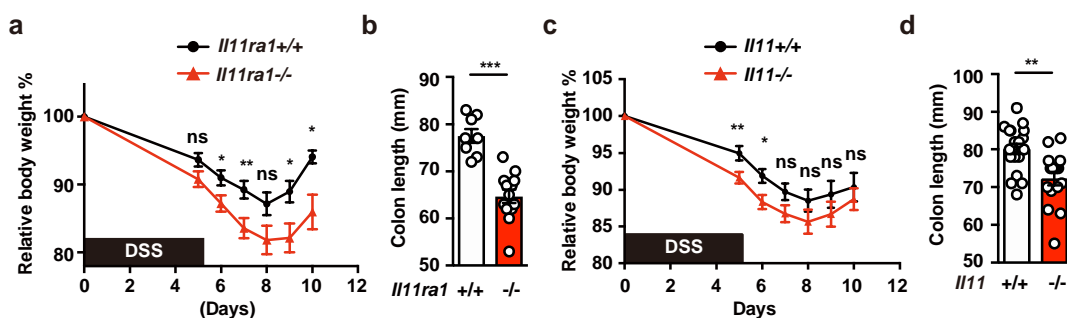 a
Il11ra1+/+
Il11ra1-/-
Relative body weight %
100
90
80
ns
*
**
ns
*
*
DSS
0 2 4 6 8 10 12
(Days)
b
***
Colon length (mm)
90
80
70
60
50
Il11ra1 +/+ -/-
c
Il11+/+
Il11-/-
Relative body weight %
105
100
95
90
85
80
**
*
ns
ns
ns
ns
DSS
0 2 4 6 8 10 12
Days
d
**
Colon length (mm)
100
90
80
70
60
50
Il11 +/+ -/-